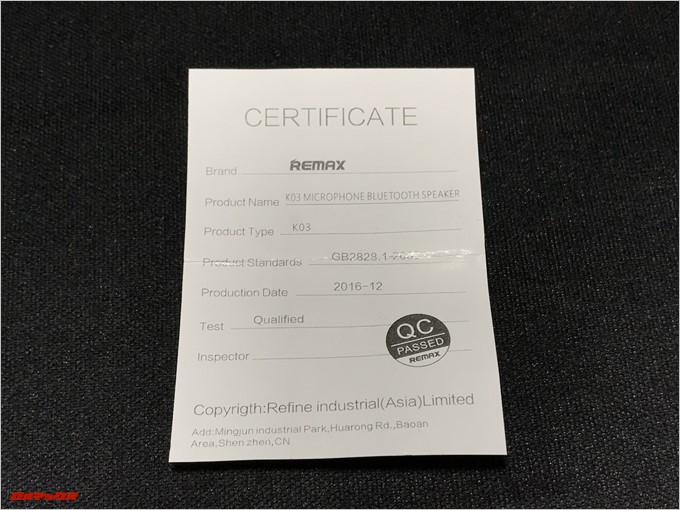 CERTIFICATE
Brand REMAX
Product Name K03 MICROPHONE BLUETOOTH SPEAKER
Product Type K03
Product Standards GB2828.1-
Production Date 2016-12
Test Qualified
Inspector
QC
PASSED
REMAX
Copyrigth:Refine industrial(Asia)Limited
Add:Mingjun industrial Park,Huarong Rd.,Baoan
Area,Shen zhen,CN